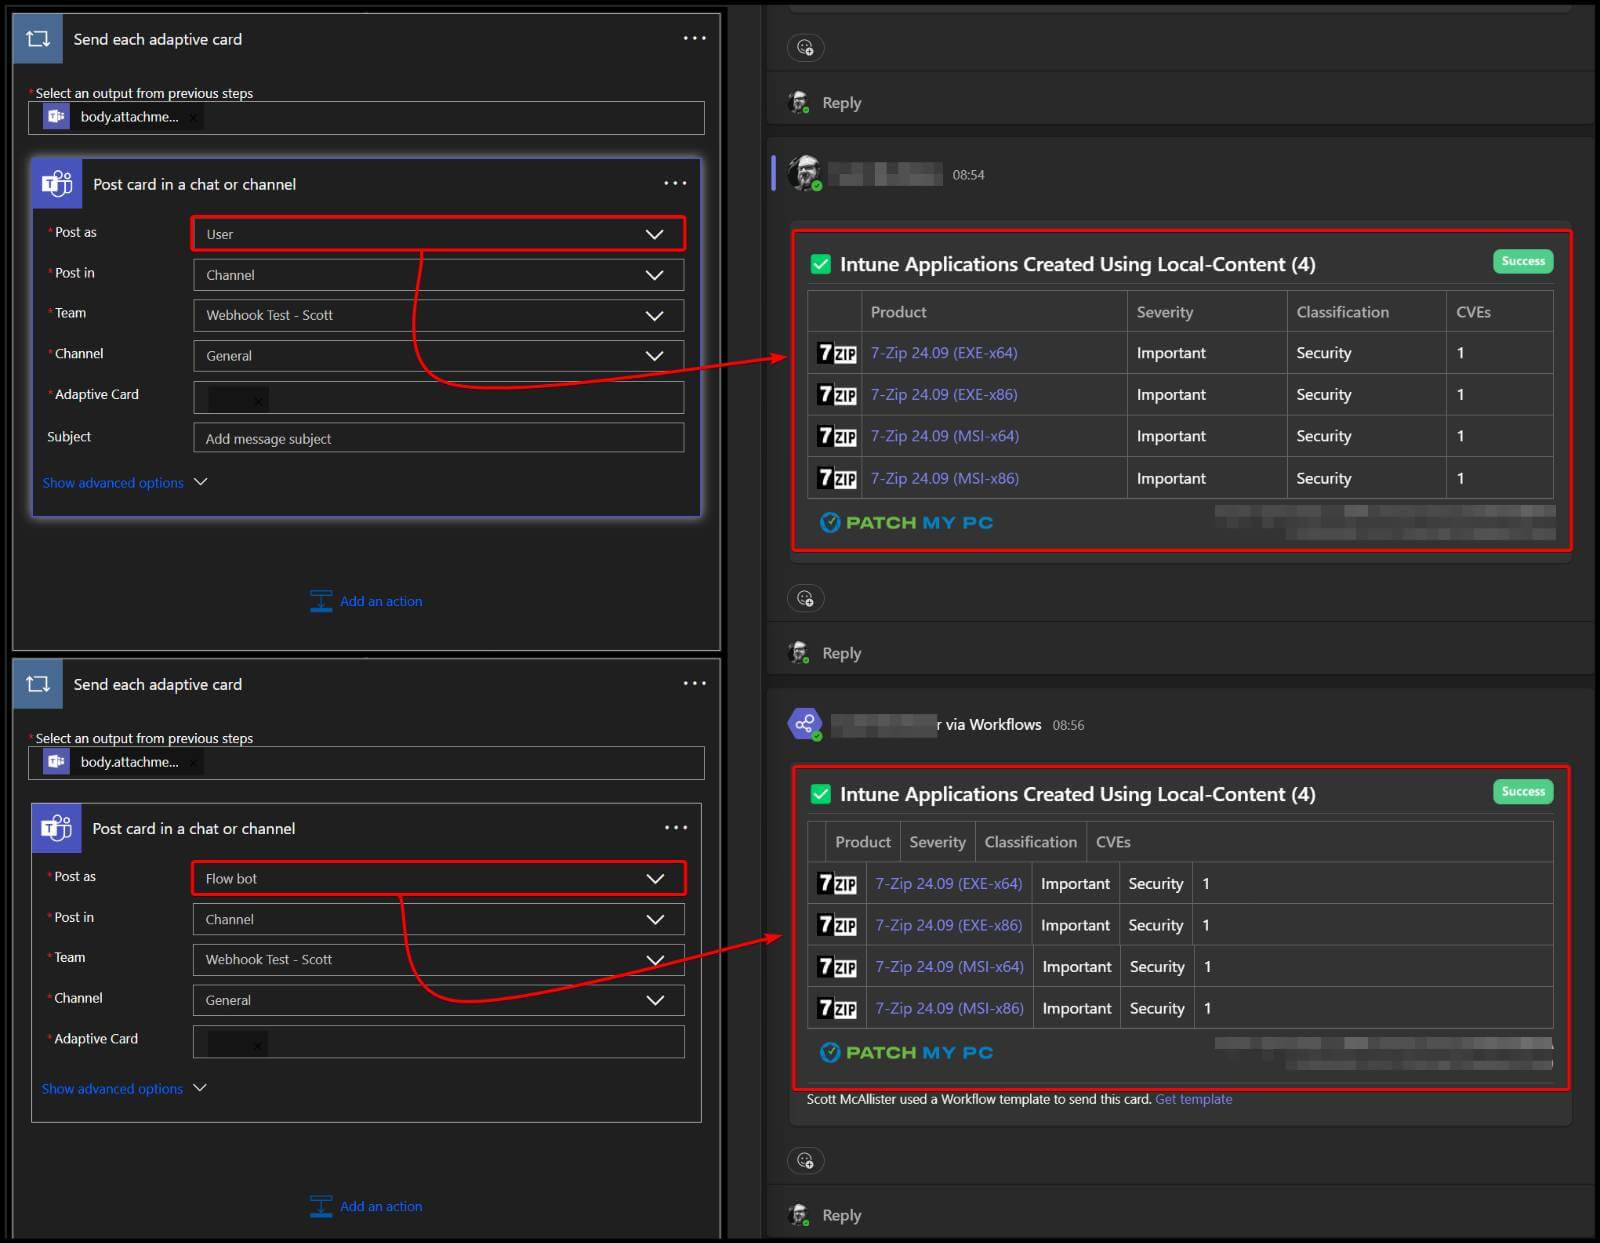 Send each adaptive card
*Select an output from previous steps
body.attachme... ×
Post card in a chat or channel
*Post as
User
*Post in
Channel
*Team
Webhook Test - Scott
*Channel
General
*Adaptive Card
×
Subject
Add message subject
Show advanced options
Add an action
Send each adaptive card
*Select an output from previous steps
body.attachme... ×
Post card in a chat or channel
*Post as
Flow bot
*Post in
Channel
*Team
Webhook Test - Scott
*Channel
General
*Adaptive Card
×
Show advanced options
Add an action
Reply
08:54
Intune Applications Created Using Local-Content (4)
Success
Product Severity Classification CVEs
7ZIP 7-Zip 24.09 (EXE-x64) Important Security 1
7ZIP 7-Zip 24.09 (EXE-x86) Important Security 1
7ZIP 7-Zip 24.09 (MSI-x64) Important Security 1
7ZIP 7-Zip 24.09 (MSI-x86) Important Security 1
PATCH MY PC
Reply
r via Workflows 08:56
Intune Applications Created Using Local-Content (4)
Success
Product Severity Classification CVEs
7ZIP 7-Zip 24.09 (EXE-x64) Important Security 1
7ZIP 7-Zip 24.09 (EXE-x86) Important Security 1
7ZIP 7-Zip 24.09 (MSI-x64) Important Security 1
7ZIP 7-Zip 24.09 (MSI-x86) Important Security 1
PATCH MY PC
Scott McAllister used a Workflow template to send this card. Get template
Reply